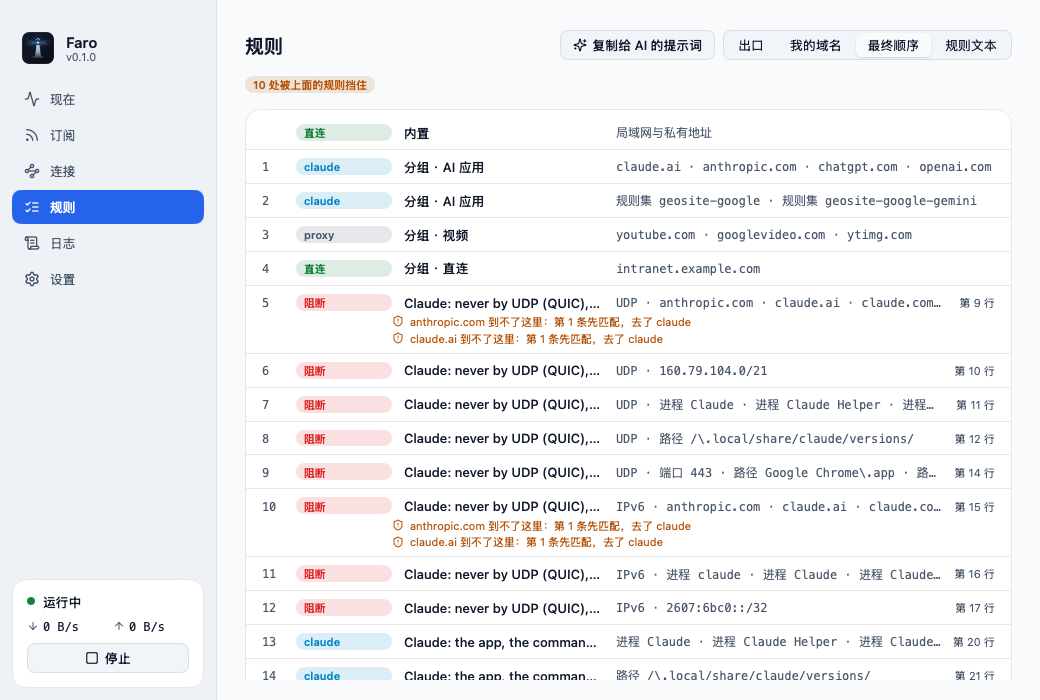 Faro
v0.1.0
现在
订阅
连接
规则
日志
设置
运行中
0 B/s 0 B/s
停止
规则
复制给 AI 的提示词 出口 我的域名 最终顺序 规则文本
10 处被上面的规则挡住
直连 内置 局域网与私有地址
1 claude 分组 · AI 应用 claude.ai · anthropic.com · chatgpt.com · openai.com
2 claude 分组 · AI 应用 规则集 geosite-google · 规则集 geosite-google-gemini
3 proxy 分组 · 视频 youtube.com · googlevideo.com · ytimg.com
4 直连 分组 · 直连 intranet.example.com
5 阻断 Claude: never by UDP (QUIC),... UDP · anthropic.com · claude.ai · claude.com… 第 9 行
anthropic.com 到不了这里：第 1 条先匹配，去了 claude
claude.ai 到不了这里：第 1 条先匹配，去了 claude
6 阻断 Claude: never by UDP (QUIC),... UDP · 160.79.104.0/21 第 10 行
7 阻断 Claude: never by UDP (QUIC),... UDP · 进程 Claude · 进程 Claude Helper · 进程… 第 11 行
8 阻断 Claude: never by UDP (QUIC),... UDP · 路径 /\.local/share/claude/versions/ 第 12 行
9 阻断 Claude: never by UDP (QUIC),... UDP · 端口 443 · 路径 Google Chrome\.app · 路… 第 14 行
10 阻断 Claude: never by UDP (QUIC),... IPv6 · anthropic.com · claude.ai · claude.co… 第 15 行
anthropic.com 到不了这里：第 1 条先匹配，去了 claude
claude.ai 到不了这里：第 1 条先匹配，去了 claude
11 阻断 Claude: never by UDP (QUIC),... IPv6 · 进程 claude · 进程 Claude · 进程 Claude… 第 16 行
12 阻断 Claude: never by UDP (QUIC),... IPv6 · 2607:6bc0::/32 第 17 行
13 claude Claude: the app, the comman... 进程 Claude · 进程 Claude Helper · 进程 Claude… 第 20 行
14 claude Claude: the app, the comman... 路径 /\.local/share/claude/versions/ 第 21 行